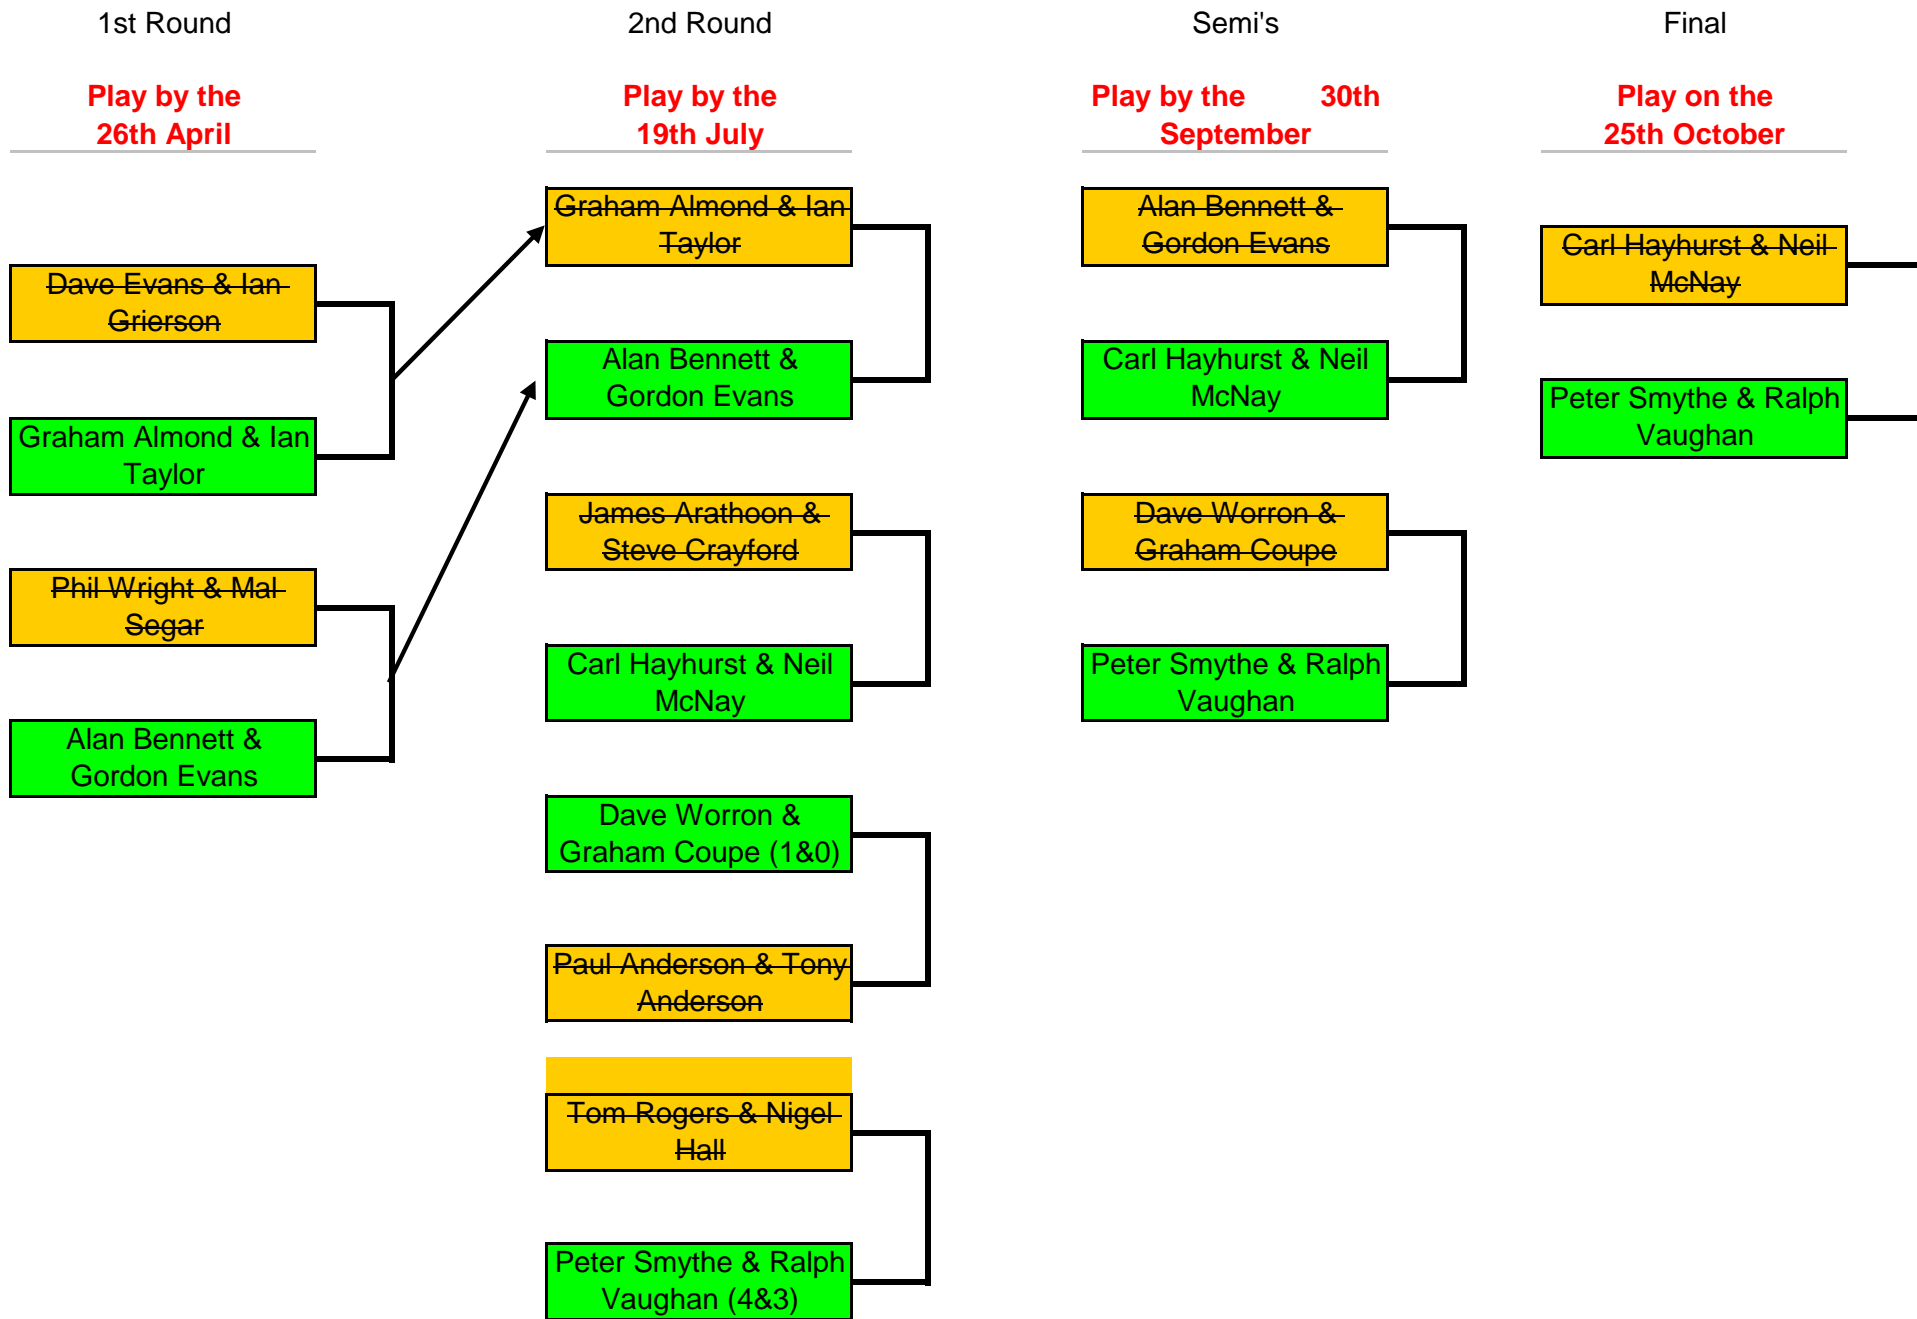 1st Round
2nd Round
Semi's
Final
Play by the
26th April
Play by the
19th July
Play by the 30th
September
Play on the
25th October
Dave Evans & Ian
Grierson
Graham Almond & Ian
Taylor
Phil Wright & Mal
Segar
Alan Bennett &
Gordon Evans
Graham Almond & Ian
Taylor
Alan Bennett &
Gordon Evans
James Arathoon &
Steve Crayford
Carl Hayhurst & Neil
McNay
Dave Worron &
Graham Coupe (1&0)
Paul Anderson & Tony
Anderson
Tom Rogers & Nigel
Hall
Peter Smythe & Ralph
Vaughan (4&3)
Alan Bennett &
Gordon Evans
Carl Hayhurst & Neil
McNay
Dave Worron &
Graham Coupe
Peter Smythe & Ralph
Vaughan
Carl Hayhurst & Neil
McNay
Peter Smythe & Ralph
Vaughan